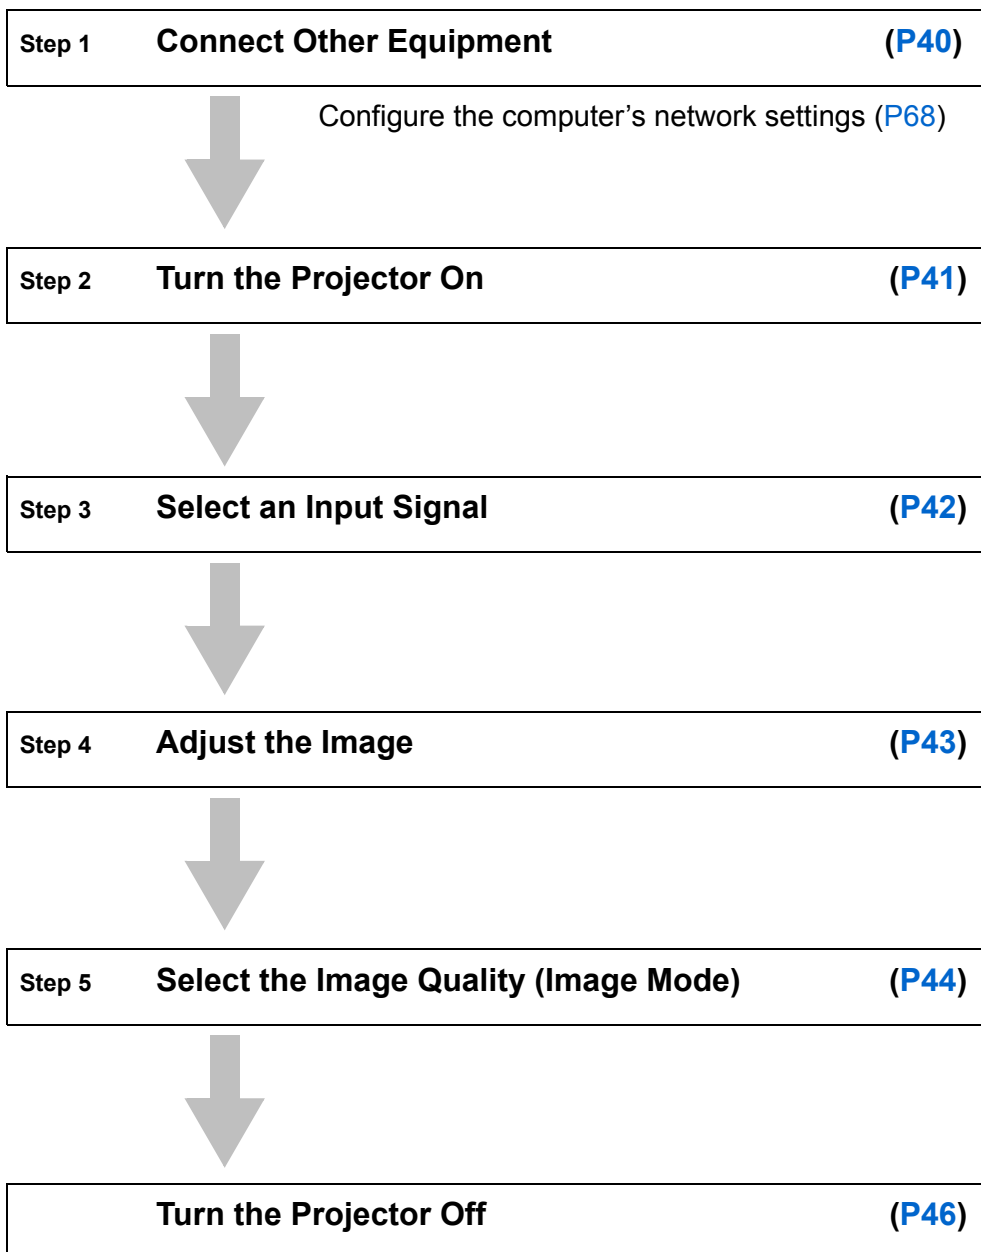 Step 1 Connect Other Equipment (P40)
Configure the computer’s network settings (P68)
Step 2 Turn the Projector On (P41)
Step 3 Select an Input Signal (P42)
Step 4 Adjust the Image (P43)
Step 5 Select the Image Quality (Image Mode) (P44)
Turn the Projector Off (P46)